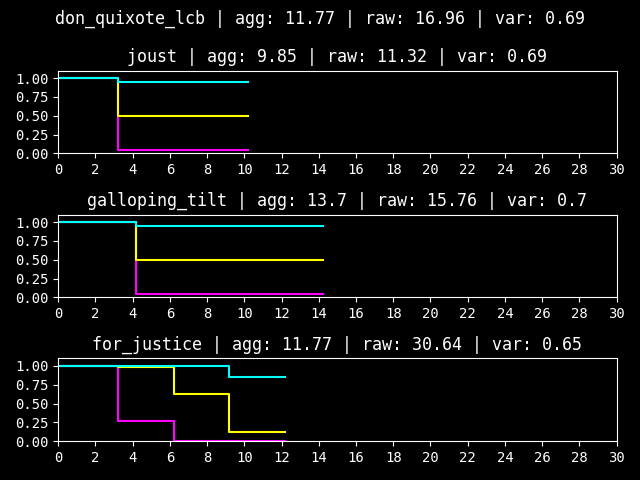 don_quixote_lcb | agg: 11.77 | raw: 16.96 | var: 0.69
joust | agg: 9.85 | raw: 11.32 | var: 0.69
1.00
0.75
0.50
0.25
0.00
0 2 4 6 8 10 12 14 16 18 20 22 24 26 28 30
galloping_tilt | agg: 13.7 | raw: 15.76 | var: 0.7
1.00
0.75
0.50
0.25
0.00
0 2 4 6 8 10 12 14 16 18 20 22 24 26 28 30
for_justice | agg: 11.77 | raw: 30.64 | var: 0.65
1.00
0.75
0.50
0.25
0.00
0 2 4 6 8 10 12 14 16 18 20 22 24 26 28 30